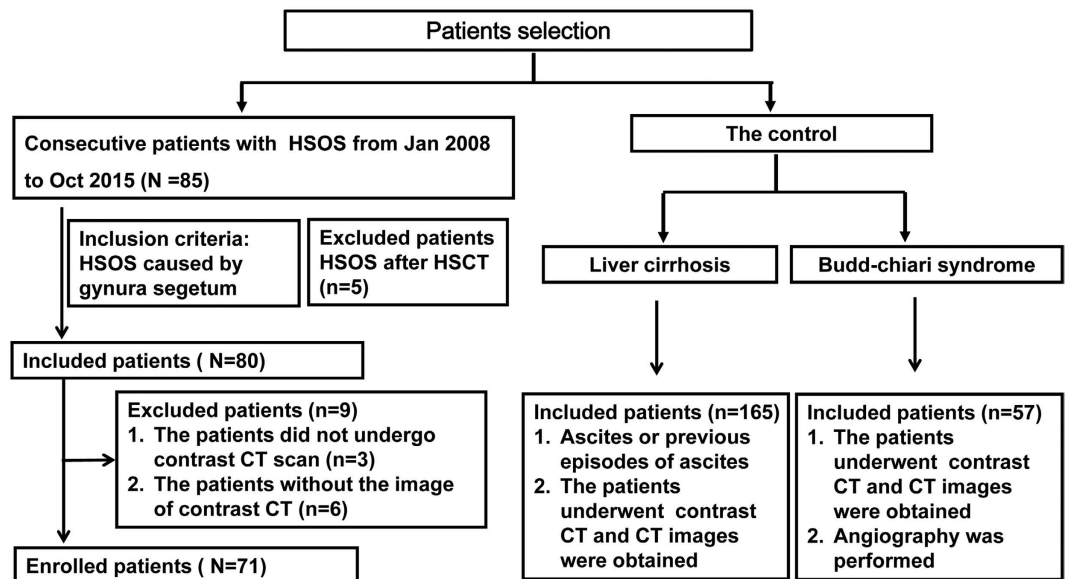 Patients selection
Consecutive patients with HSOS from Jan 2008
to Oct 2015 (N =85)
Inclusion criteria:
HSOS caused by
gynura segetum
Excluded patients
HSOS after HSCT
(n=5)
Included patients ( N=80)
Excluded patients (n=9)
1. The patients did not undergo
contrast CT scan (n=3)
2. The patients without the image
of contrast CT (n=6)
Enrolled patients ( N=71)
The control
Liver cirrhosis
Budd-chiari syndrome
Included patients (n=165)
1. Ascites or previous
episodes of ascites
2. The patients
underwent contrast
CT and CT images
were obtained
Included patients (n=57)
1. The patients
underwent contrast
CT and CT images
were obtained
2. Angiography was
performed